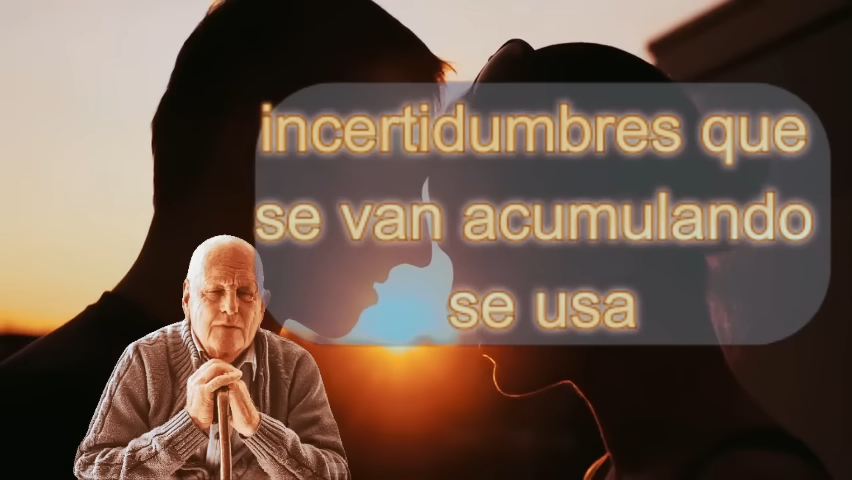 incertidumbres que
se van acumulando
se usa